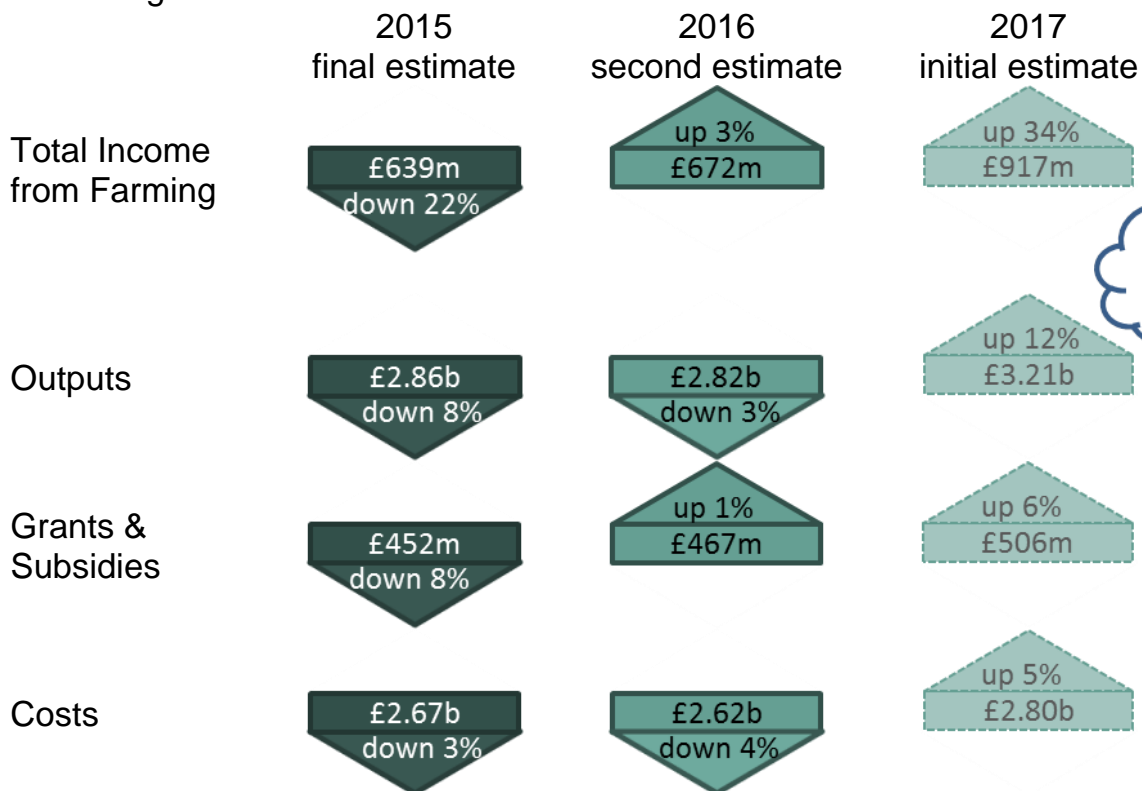 2015
final estimate
2016
second estimate
2017
initial estimate
Total Income
from Farming
£639m
down 22%
up 3%
£672m
up 34%
£917m
Outputs
£2.86b
down 8%
£2.82b
down 3%
up 12%
£3.21b
Grants &
Subsidies
£452m
down 8%
up 1%
£467m
up 6%
£506m
Costs
£2.67b
down 3%
£2.62b
down 4%
up 5%
£2.80b